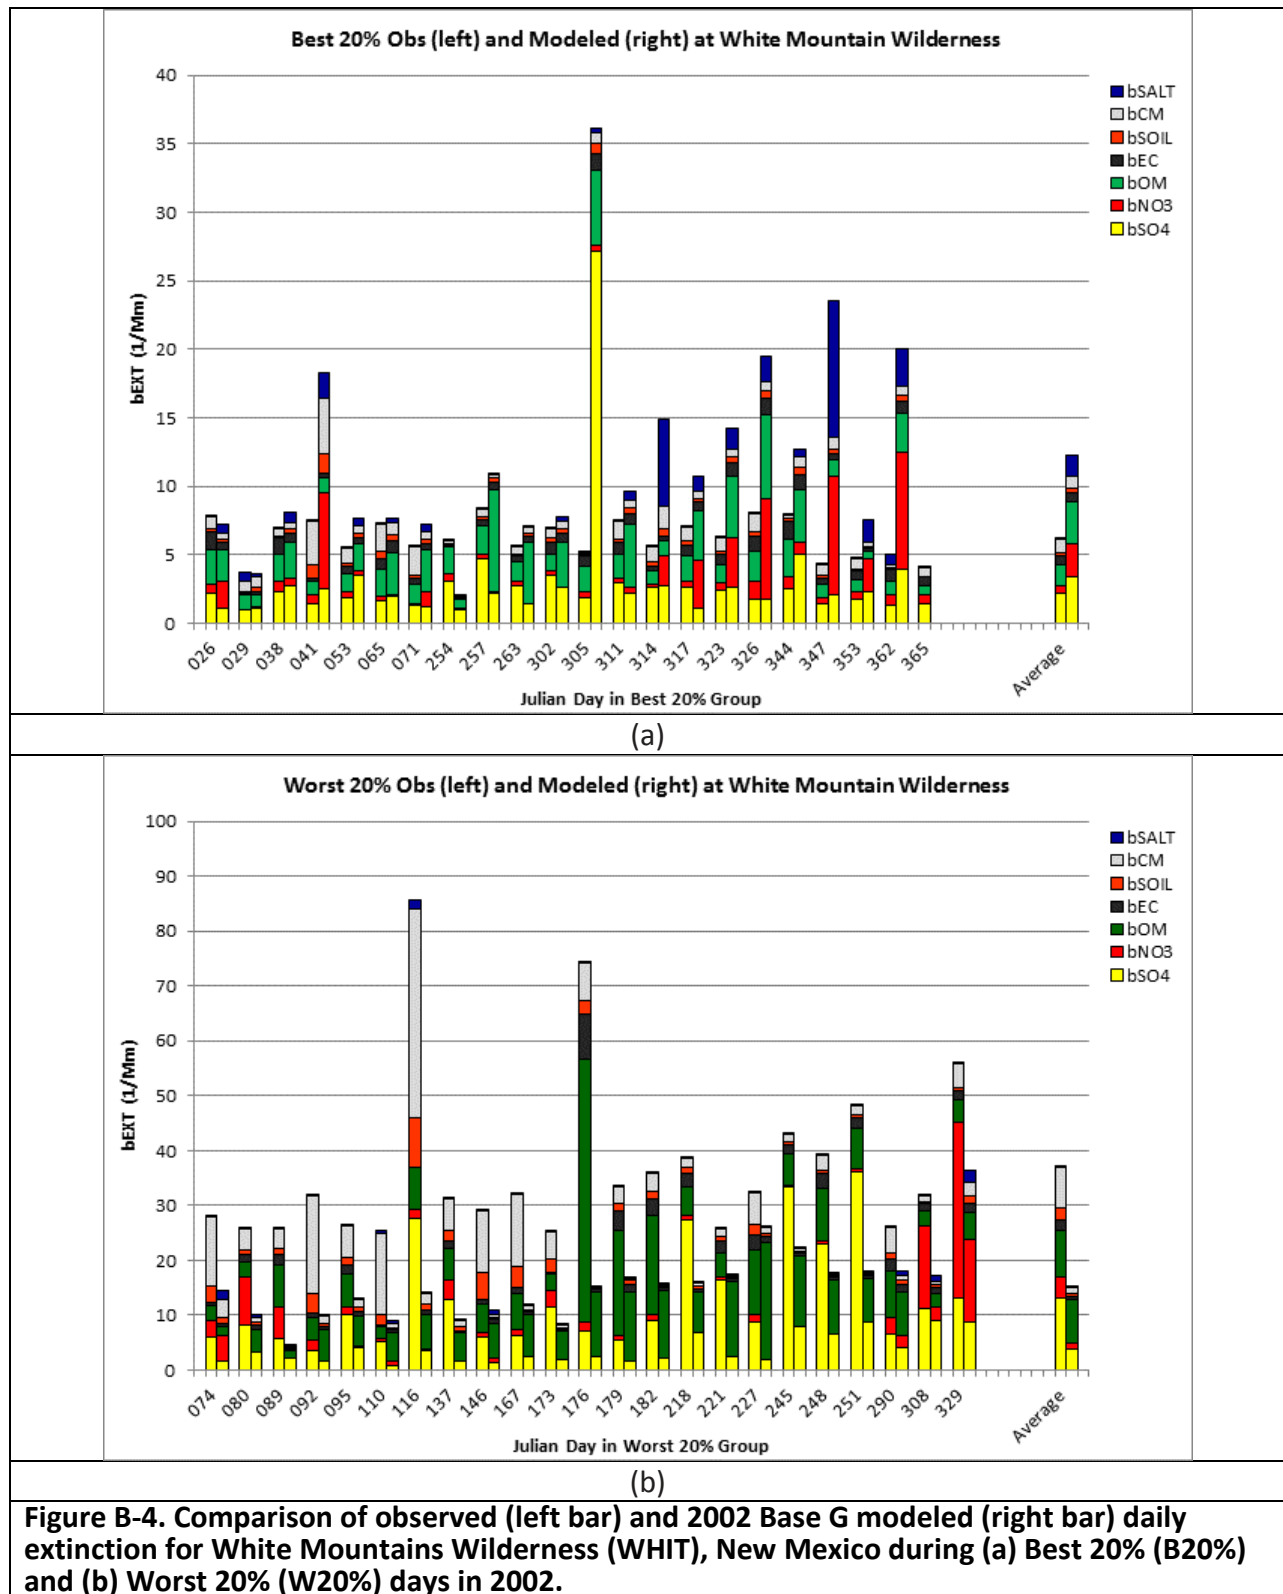 Best 20% Obs (left) and Modeled (right) at White Mountain Wilderness
40
35
30
25
20
15
10
5
0
bEXT (1/Mm)
bSALT
bCM
bSOIL
bEC
bOM
bNO3
bSO4
026 029 038 041 053 065 071 254 257 263 302 305 311 314 317 323 326 344 347 353 362 365 Average
Julian Day in Best 20% Group
(a)
Worst 20% Obs (left) and Modeled (right) at White Mountain Wilderness
100
90
80
70
60
50
40
30
20
10
0
bEXT (1/Mm)
bSALT
bCM
bSOIL
bEC
bOM
bNO3
bSO4
074 080 089 092 095 110 116 137 146 167 173 176 179 182 218 221 227 245 248 251 290 308 329 Average
Julian Day in Worst 20% Group
(b)
Figure B-4. Comparison of observed (left bar) and 2002 Base G modeled (right bar) daily
extinction for White Mountains Wilderness (WHIT), New Mexico during (a) Best 20% (B20%)
and (b) Worst 20% (W20%) days in 2002.